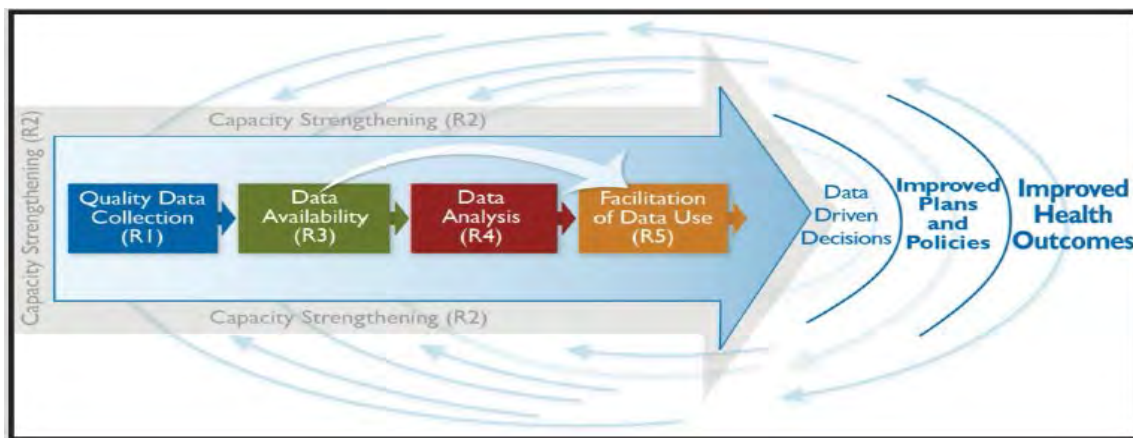 Capacity Strengthening (R2)
Capacity Strengthening (R2)
Quality Data
Collection
(R1)
Data
Availability
(R3)
Data
Analysis
(R4)
Facilitation
of Data Use
(R5)
Data
Driven
Decisions
Improved
Plans
and
Policies
Improved
Health
Outcomes
Capacity Strengthening (R2)